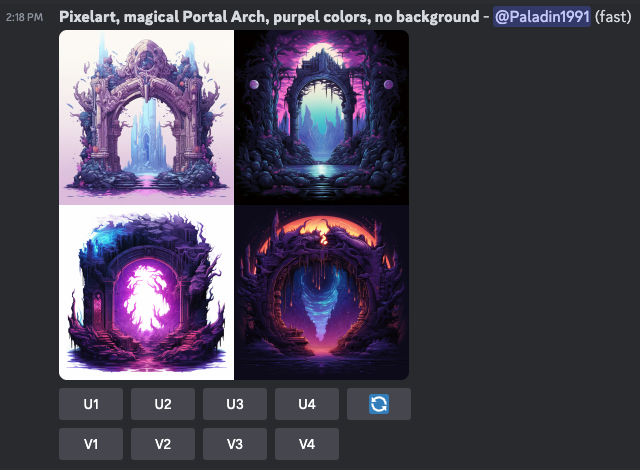 2:18 PM Pixelart, magical Portal Arch, purpel colors, no background - @Paladin1991 (fast)
U1 U2 U3 U4
V1 V2 V3 V4